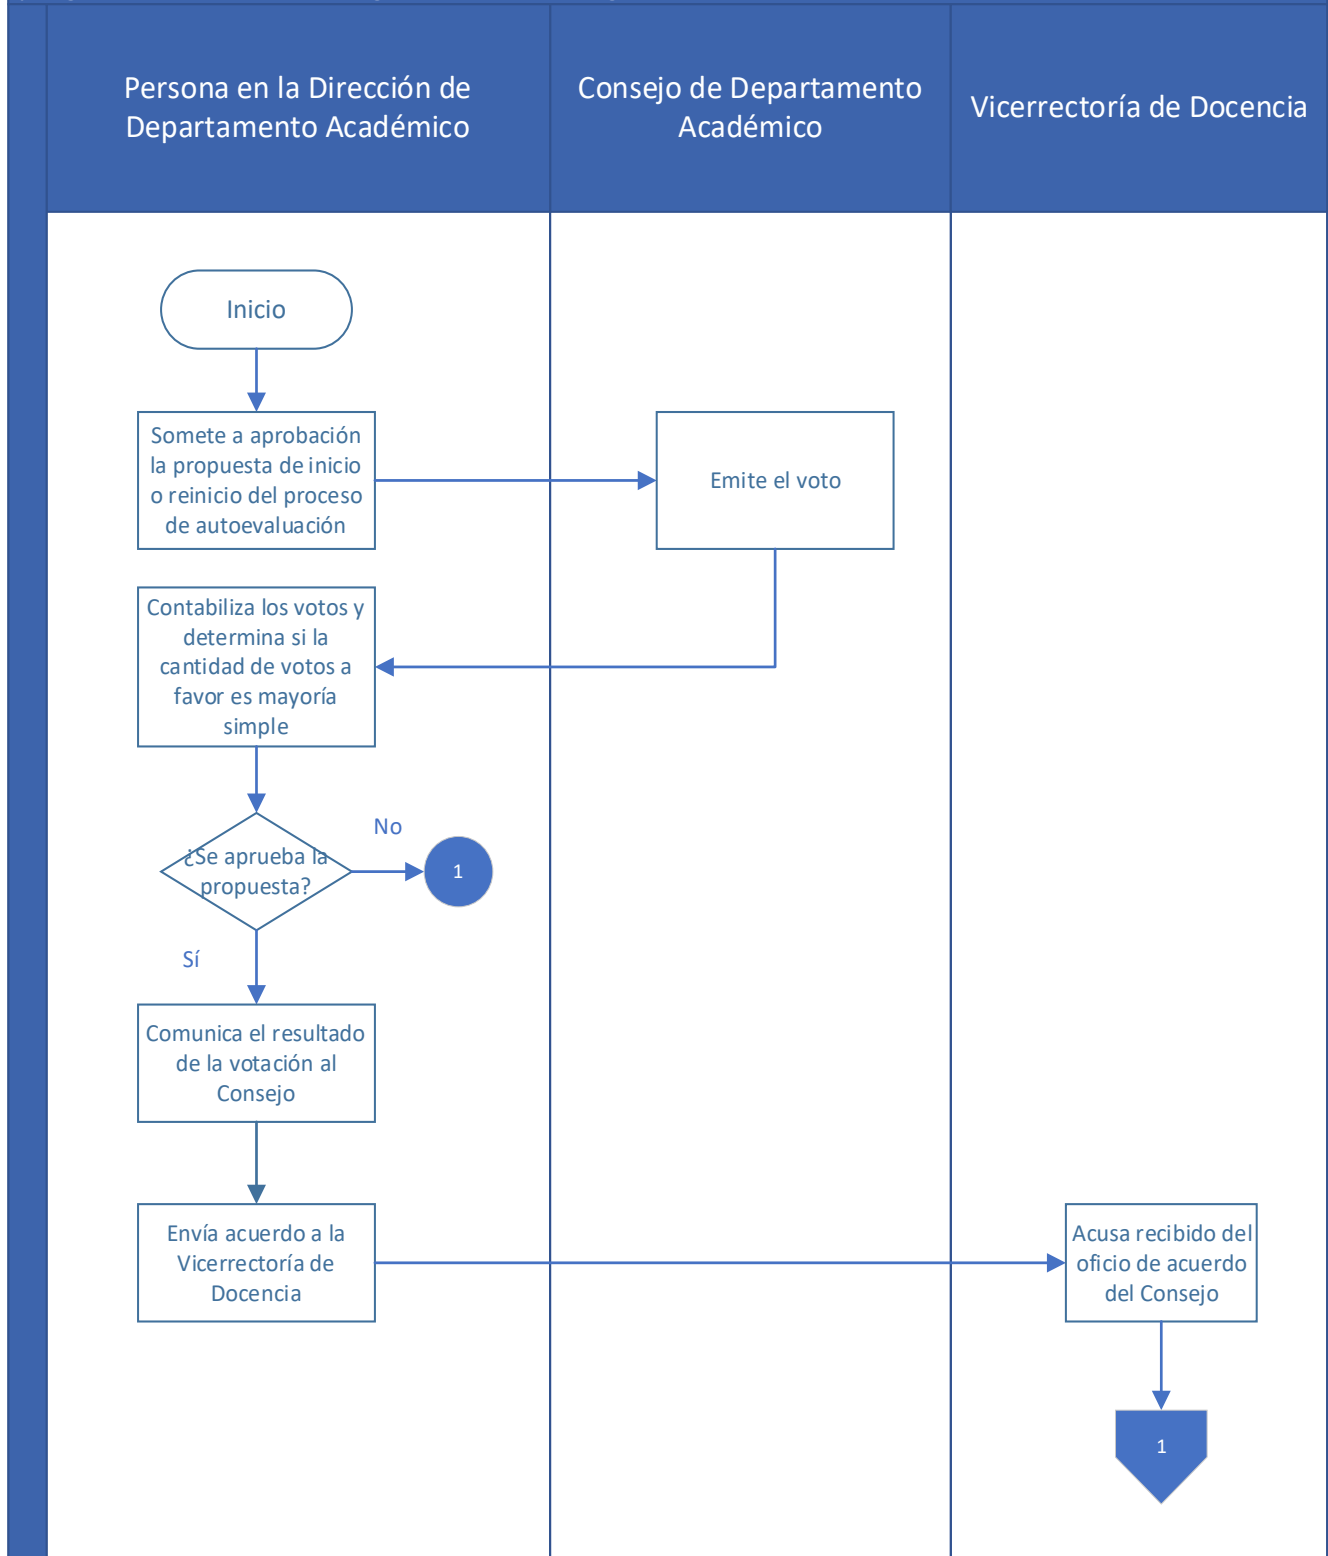 Persona en la Dirección de
Departamento Académico
Consejo de Departamento
Académico
Vicerrectoría de Docencia
Inicio
Somete a aprobación
la propuesta de inicio
o reinicio del proceso
de autoevaluación
Emite el voto
Contabiliza los votos y
determina si la
cantidad de votos a
favor es mayoría
simple
¿Se aprueba la
propuesta?
No
1
Sí
Comunica el resultado
de la votación al
Consejo
Envía acuerdo a la
Vicerrectoría de
Docencia
Acusa recibido del
oficio de acuerdo
del Consejo
1